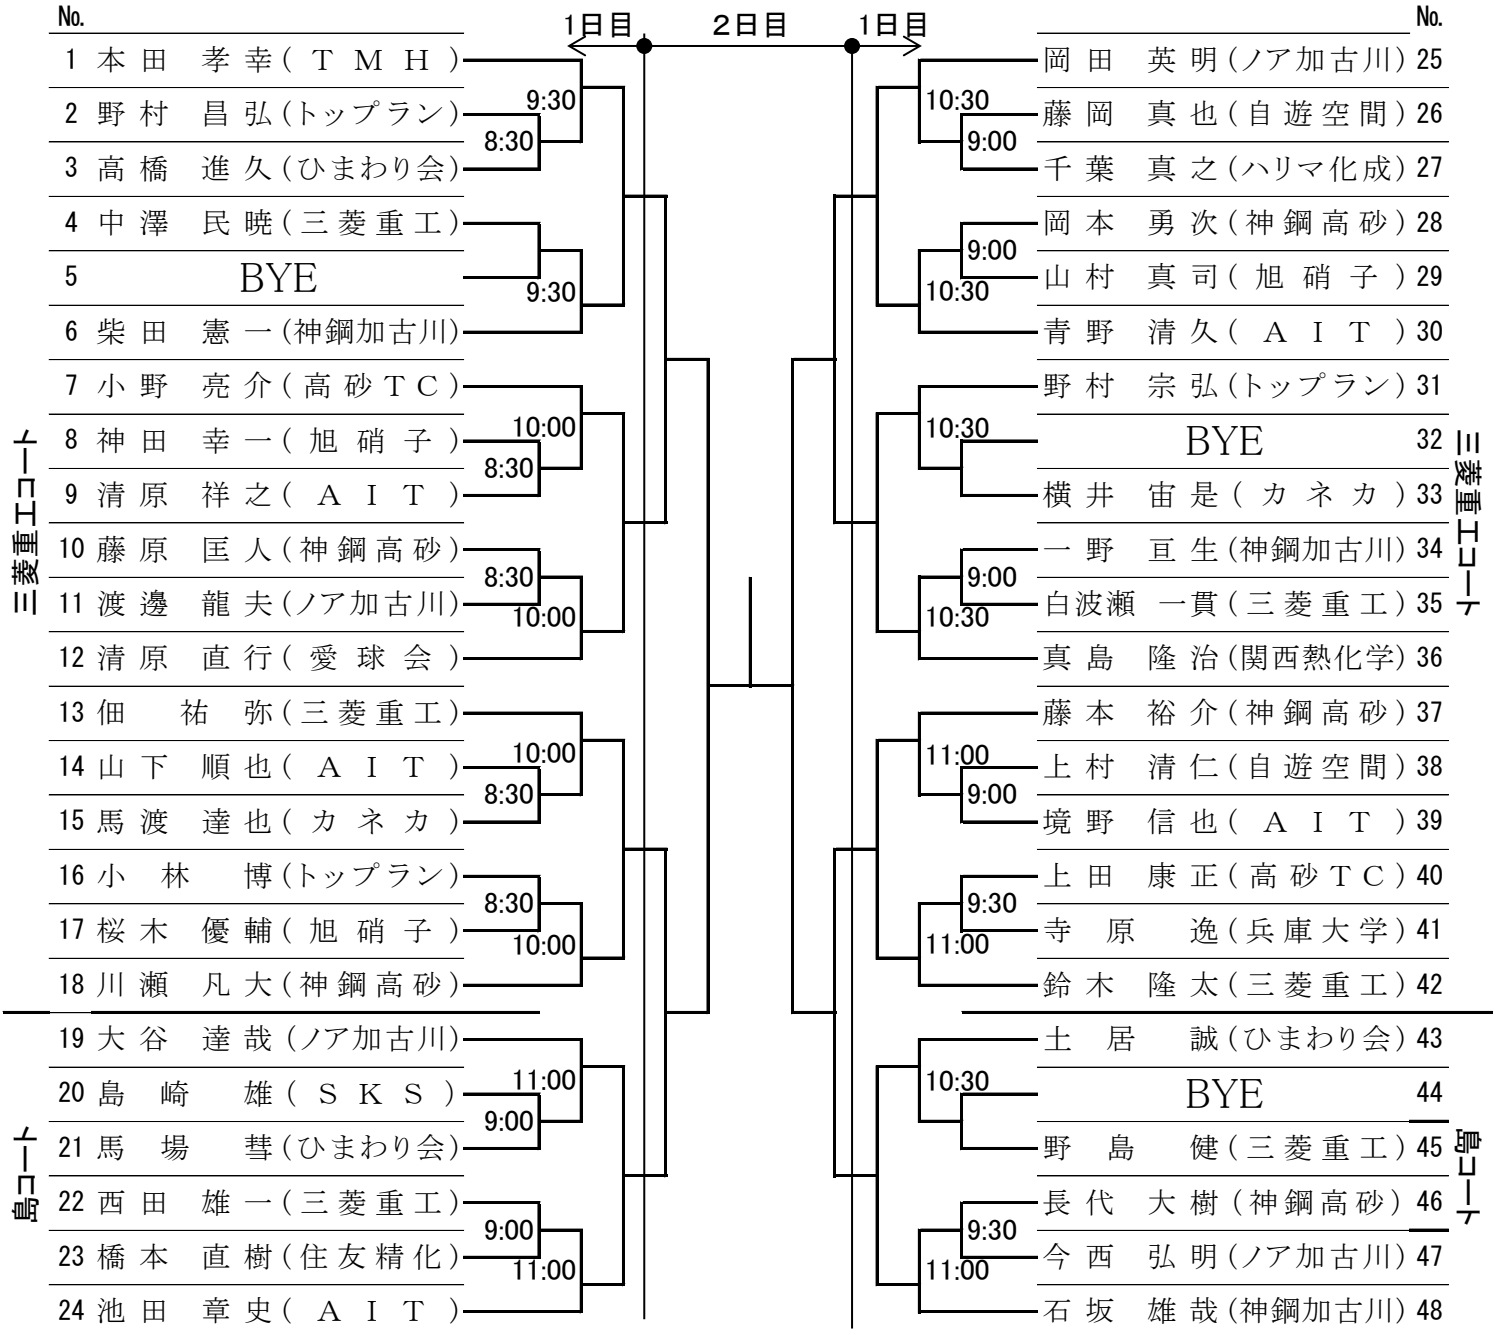 No.
1日目
2日目
1日目
No.
1 本田 孝幸(TMH)
2 野村 昌弘(トップラン)
3 高橋 進久(ひまわり会)
4 中澤 民暁(三菱重工)
5 BYE
6 柴田 憲一(神鋼加古川)
7 小野 亮介(高砂TC)
8 神田 幸一(旭硝子)
9 清原 祥之(AIT)
10 藤原 匡人(神鋼高砂)
11 渡邊 龍夫(ノア加古川)
12 清原 直行(愛球会)
13 佃 祐弥(三菱重工)
14 山下 順也(AIT)
15 馬渡 達也(カネカ)
16 小林 博(トップラン)
17 桜木 優輔(旭硝子)
18 川瀬 凡大(神鋼高砂)
19 大谷 達哉(ノア加古川)
20 島崎 雄(SKS)
21 馬場 彗(ひまわり会)
22 西田 雄一(三菱重工)
23 橋本 直樹(住友精化)
24 池田 章史(AIT)
三菱重工コート
島コート
9:30
8:30
9:30
10:00
8:30
8:30
10:00
10:00
8:30
8:30
10:00
11:00
9:00
9:00
11:00
10:30
9:00
9:00
10:30
10:30
9:00
10:30
11:00
9:00
9:30
11:00
10:30
9:30
11:00
岡田 英明(ノア加古川) 25
藤岡 真也(自遊空間) 26
千葉 真之(ハリマ化成) 27
岡本 勇次(神鋼高砂) 28
山村 真司(旭硝子) 29
青野 清久(AIT) 30
野村 宗弘(トップラン) 31
BYE 32
横井 宙是(カネカ) 33
一野 亘生(神鋼加古川) 34
白波瀬 一貫(三菱重工) 35
真島 隆治(関西熱化学) 36
藤本 裕介(神鋼高砂) 37
上村 清仁(自遊空間) 38
境野 信也(AIT) 39
上田 康正(高砂TC) 40
寺原 逸(兵庫大学) 41
鈴木 隆太(三菱重工) 42
土居 誠(ひまわり会) 43
BYE 44
野島 健(三菱重工) 45
長代 大樹(神鋼高砂) 46
今西 弘明(ノア加古川) 47
石坂 雄哉(神鋼加古川) 48
三菱重工コート
島コート